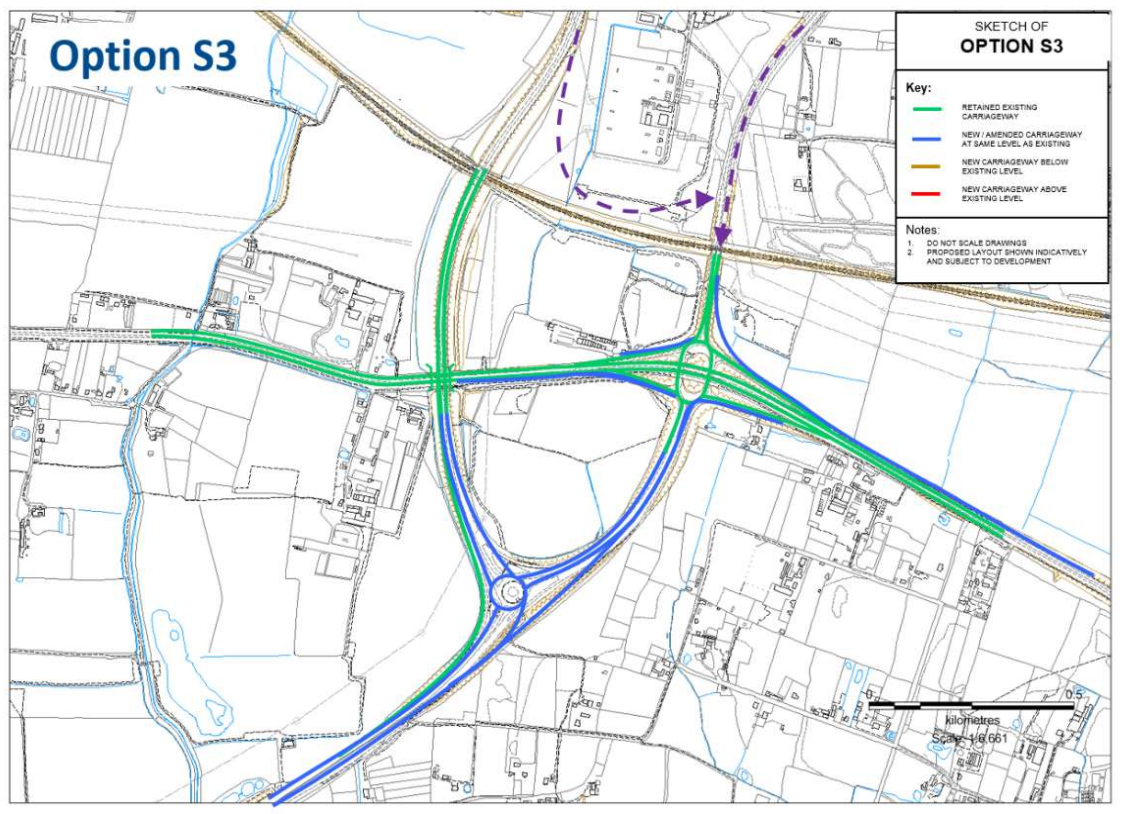 Option S3
SKETCH OF
OPTION S3
Key:
RETAINED EXISTING
CARRIAGEWAY
NEW / AMENDED CARRIAGEWAY
AT SAME LEVEL AS EXISTING
NEW CARRIAGEWAY BELOW
EXISTING LEVEL
NEW CARRIAGEWAY ABOVE
EXISTING LEVEL
Notes:
1. DO NOT SCALE DRAWINGS
2. PROPOSED LAYOUT SHOWN INDICATIVELY
AND SUBJECT TO DEVELOPMENT
0 0.5
kilometres
Scale: 1:6,661